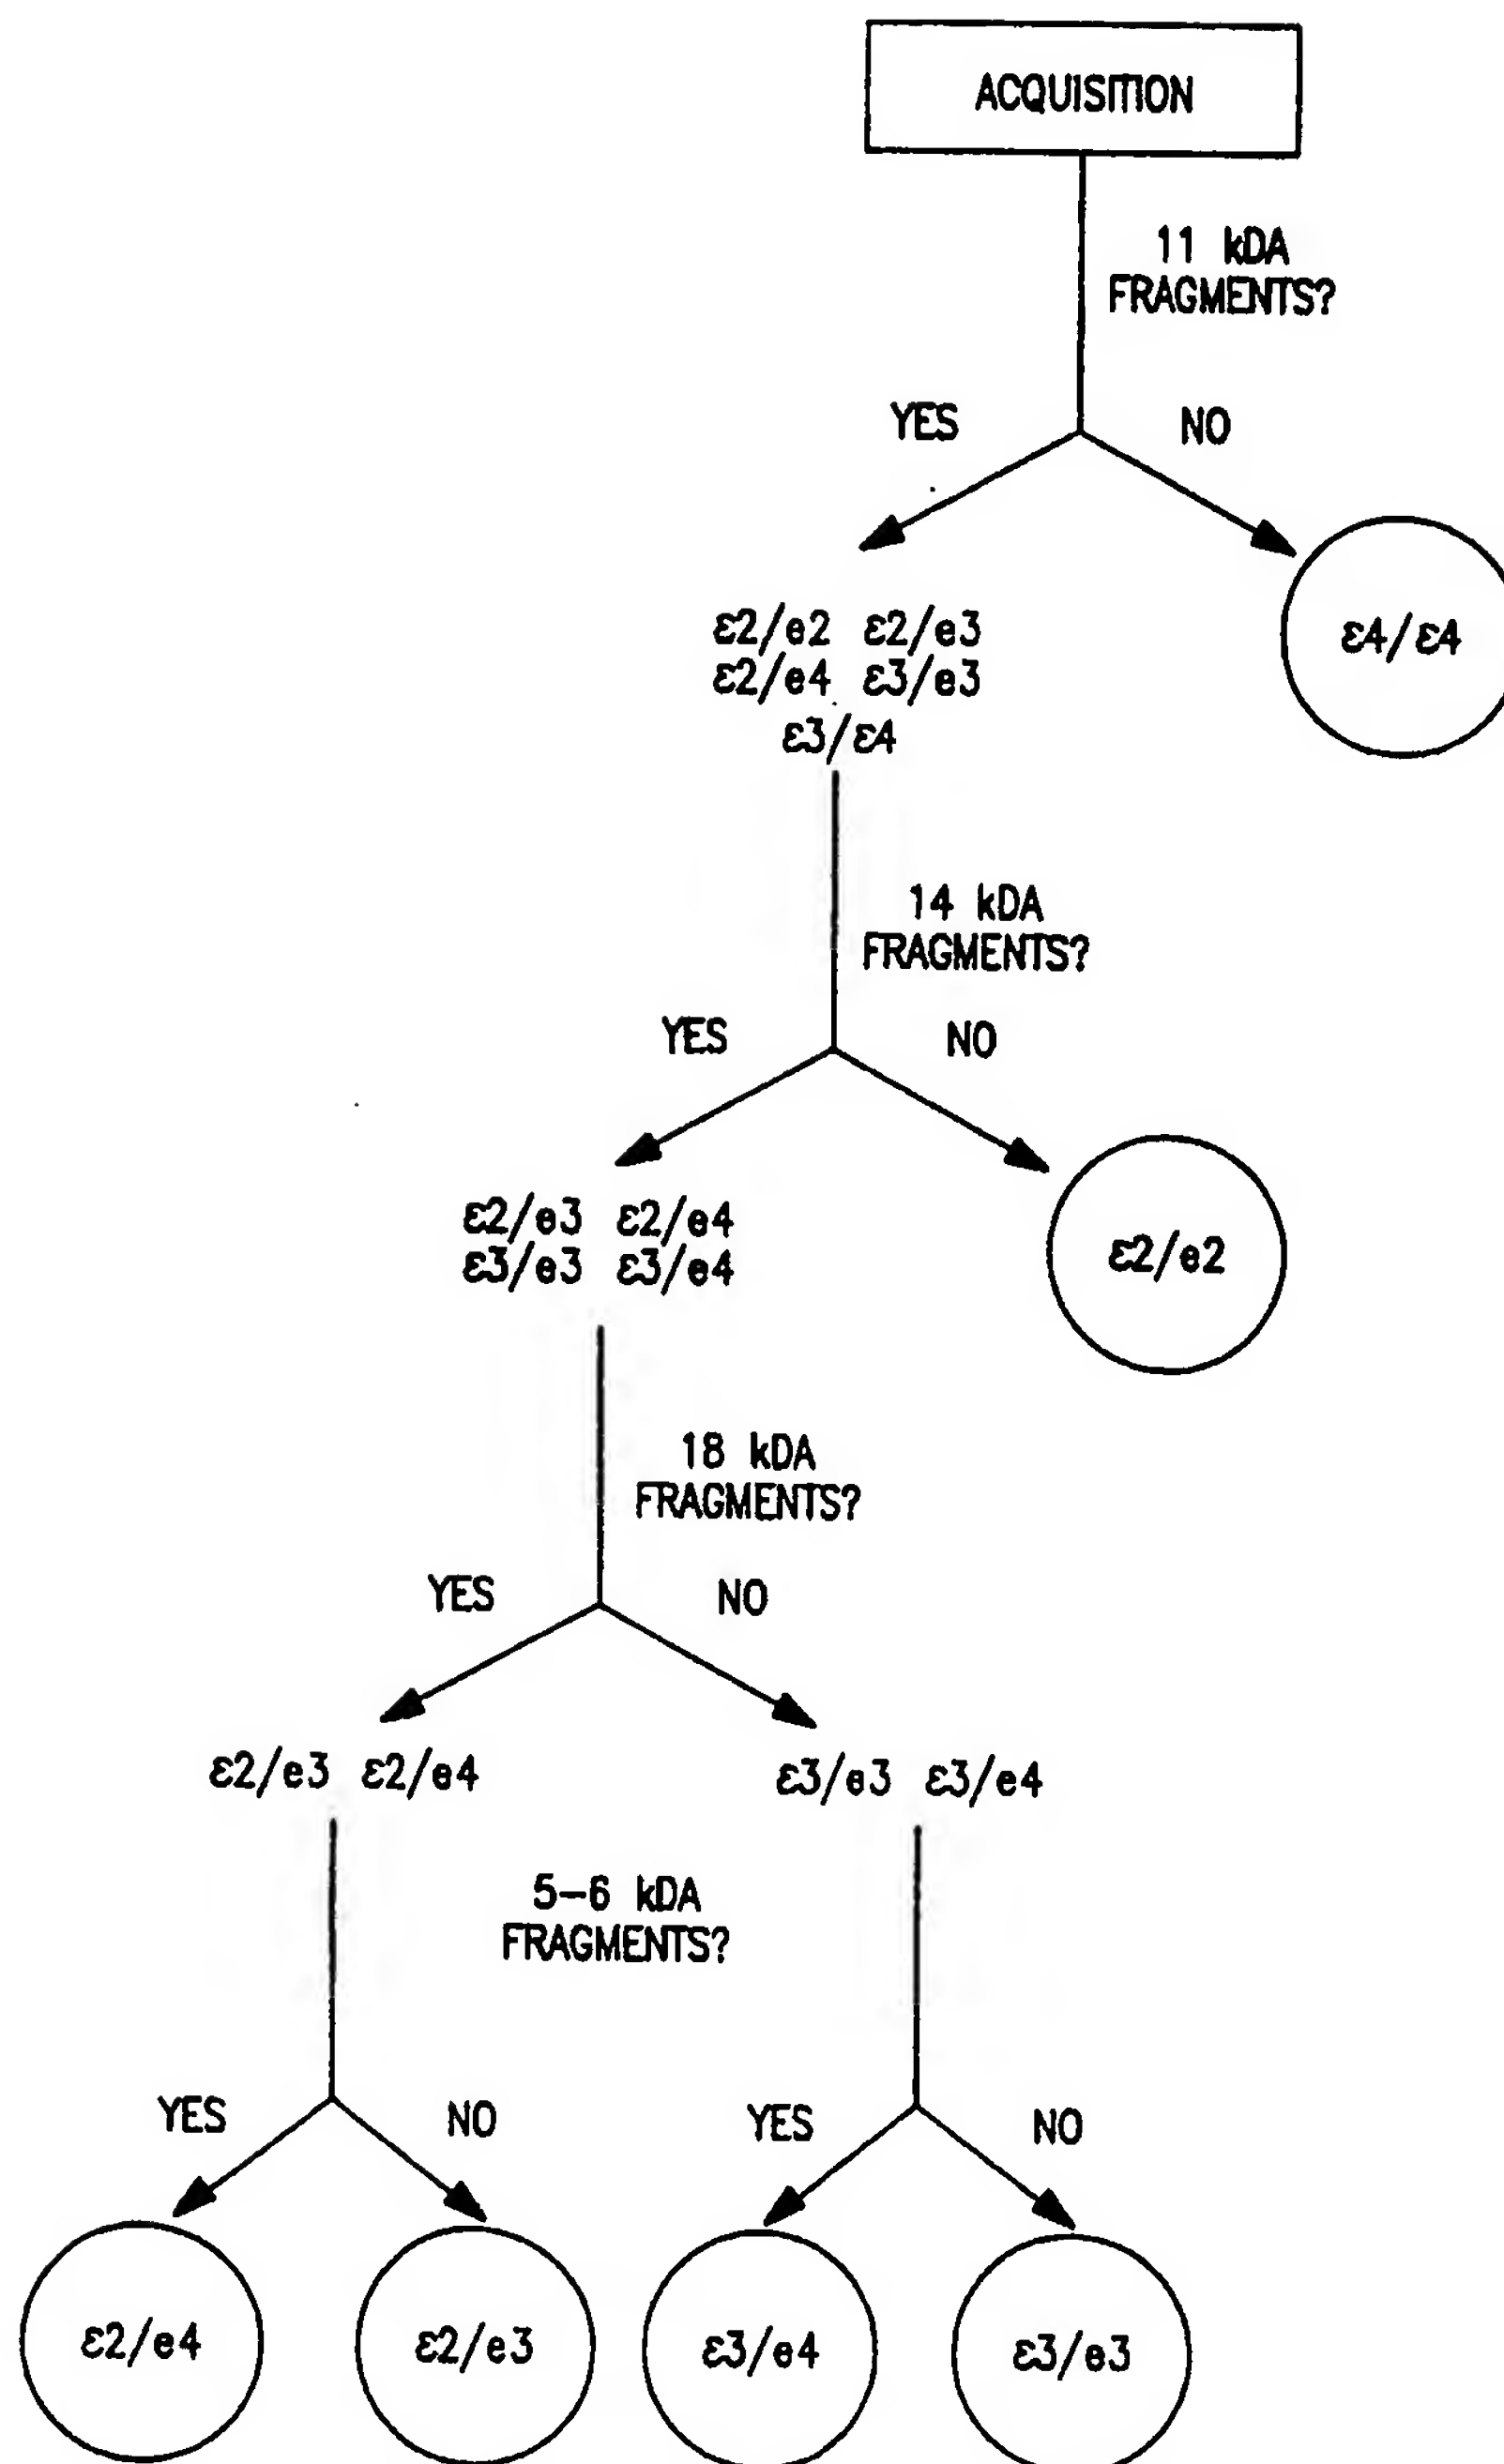 ACQUISITION
11 kDA
FRAGMENTS?
YES NO
ε2/e2 ε2/e3
ε2/e4 ε3/e3
ε3/ε4
ε4/ε4
14 kDA
FRAGMENTS?
YES NO
ε2/e3 ε2/e4
ε3/e3 ε3/e4
ε2/e2
18 kDA
FRAGMENTS?
YES NO
ε2/e3 ε2/e4
ε3/e3 ε3/e4
5–6 kDA
FRAGMENTS?
YES NO
YES NO
ε2/e4
ε2/e3
ε3/e4
ε3/e3